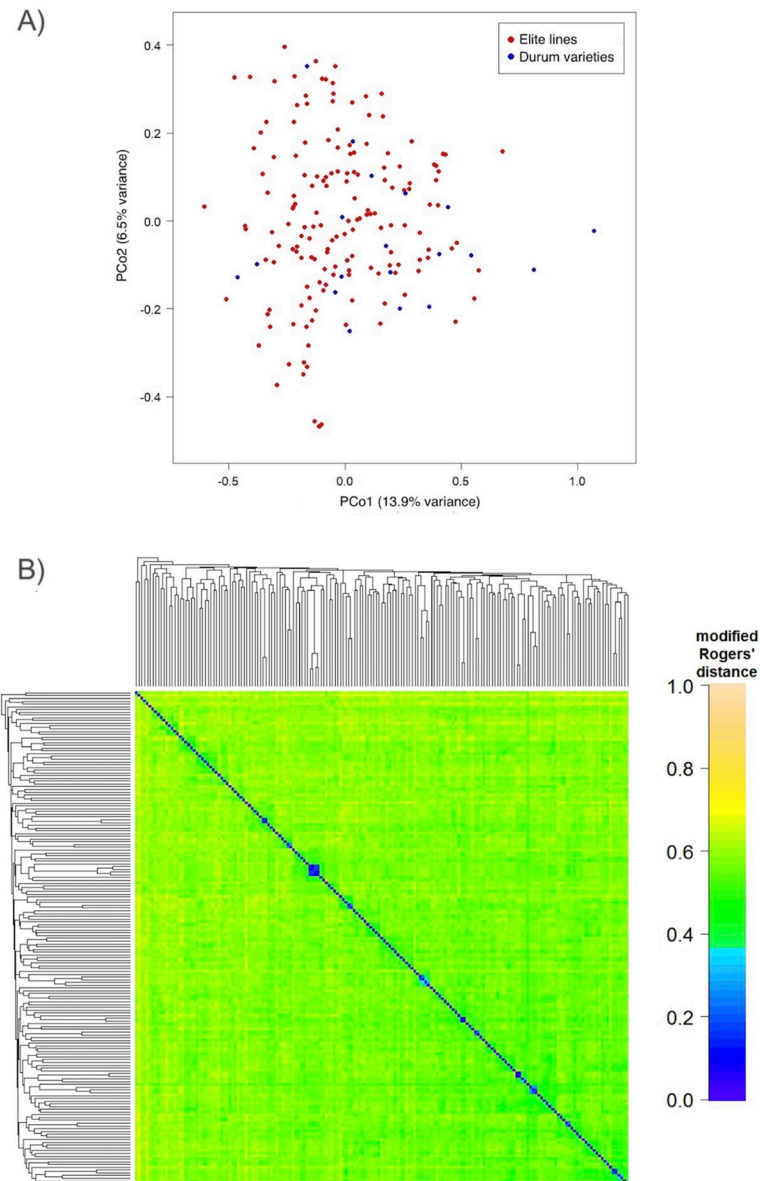 A)
Elite lines
Durum varieties
0.4
0.2
0.0
-0.2
-0.4
PCo2 (6.5% variance)
-0.5
0.0
0.5
1.0
PCo1 (13.9% variance)
B)
modified
Rogers'
distance
1.0
0.8
0.6
0.4
0.2
0.0